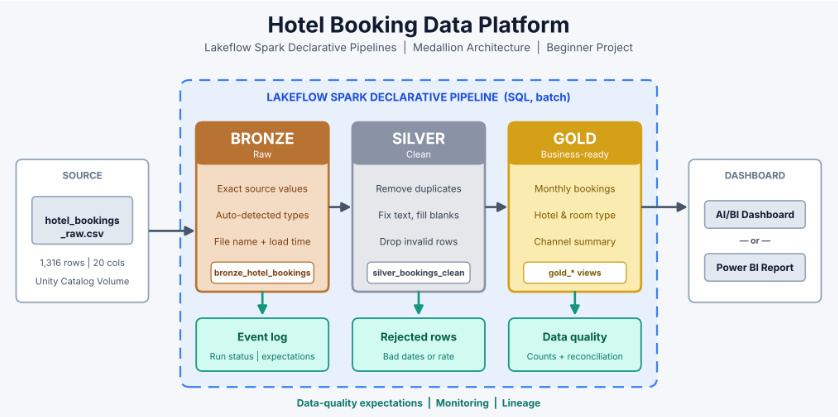 Hotel Booking Data Platform
Lakeflow Spark Declarative Pipelines | Medallion Architecture | Beginner Project
LAKEFLOW SPARK DECLARATIVE PIPELINE (SQL, batch)
SOURCE
hotel_bookings
_raw.csv
1,316 rows | 20 cols
Unity Catalog Volume
BRONZE
Raw
Exact source values
Auto-detected types
File name + load time
bronze_hotel_bookings
SILVER
Clean
Remove duplicates
Fix text, fill blanks
Drop invalid rows
silver_bookings_clean
GOLD
Business-ready
Monthly bookings
Hotel & room type
Channel summary
gold_* views
DASHBOARD
AI/BI Dashboard
— or —
Power BI Report
Event log
Run status | expectations
Rejected rows
Bad dates or rate
Data quality
Counts + reconciliation
Data-quality expectations | Monitoring | Lineage